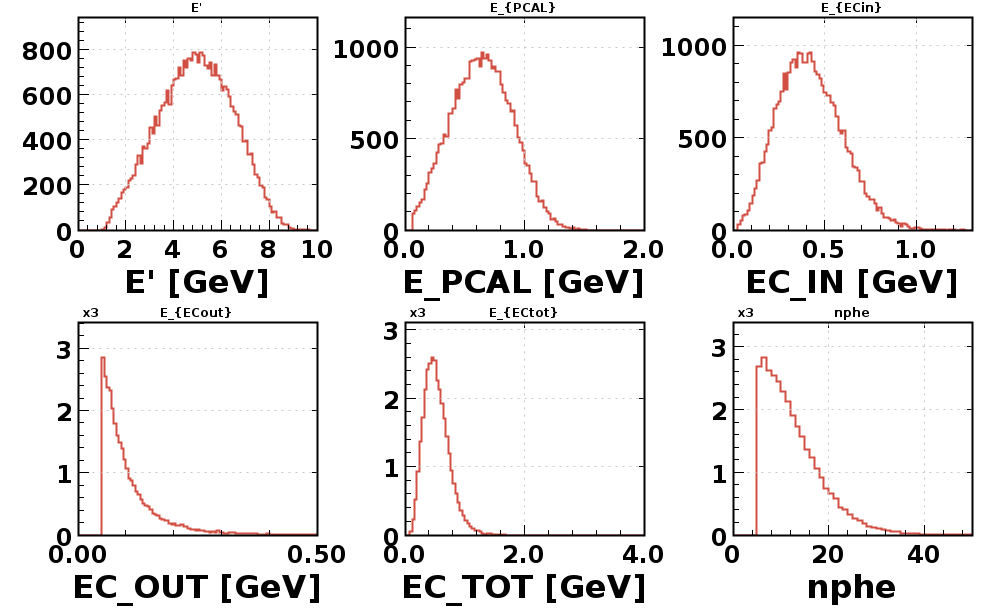 E'
800
600
400
200
0
0 2 4 6 8 10
E' [GeV]
E_{PCAL}
1000
500
0
0.0 1.0 2.0
E_PCAL [GeV]
E_{ECin}
1000
500
0
0.0 0.5 1.0
EC_IN [GeV]
x3 E_{ECout}
3
2
1
0
0.00 0.50
EC_OUT [GeV]
x3 E_{ECtot}
3
2
1
0
0.0 2.0 4.0
EC_TOT [GeV]
x3 nphe
3
2
1
0
0 20 40
nphe